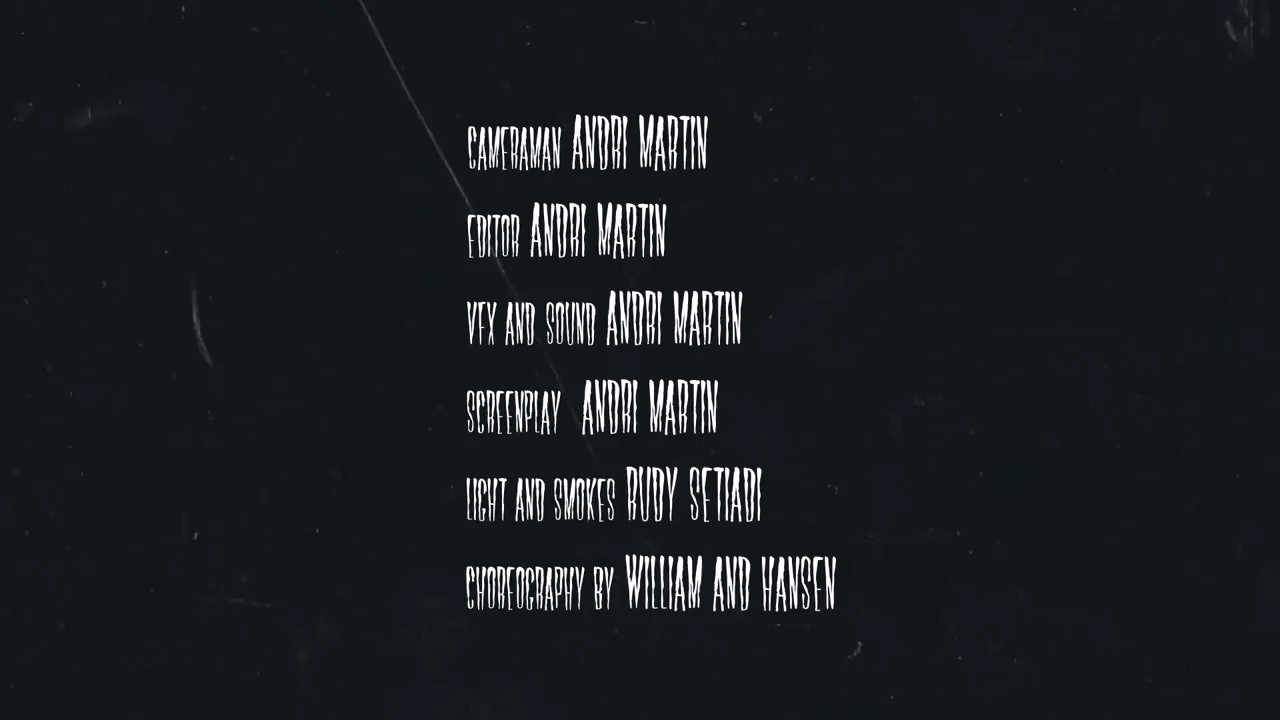 CAMERAMAN ANDRI MARTIN
EDITOR ANDRI MARTIN
VFX AND SOUND ANDRI MARTIN
SCREENPLAY ANDRI MARTIN
LIGHT AND SMOKES RUDY SETIADI
CHOREOGRAPHY BY WILLIAM AND HANSEN